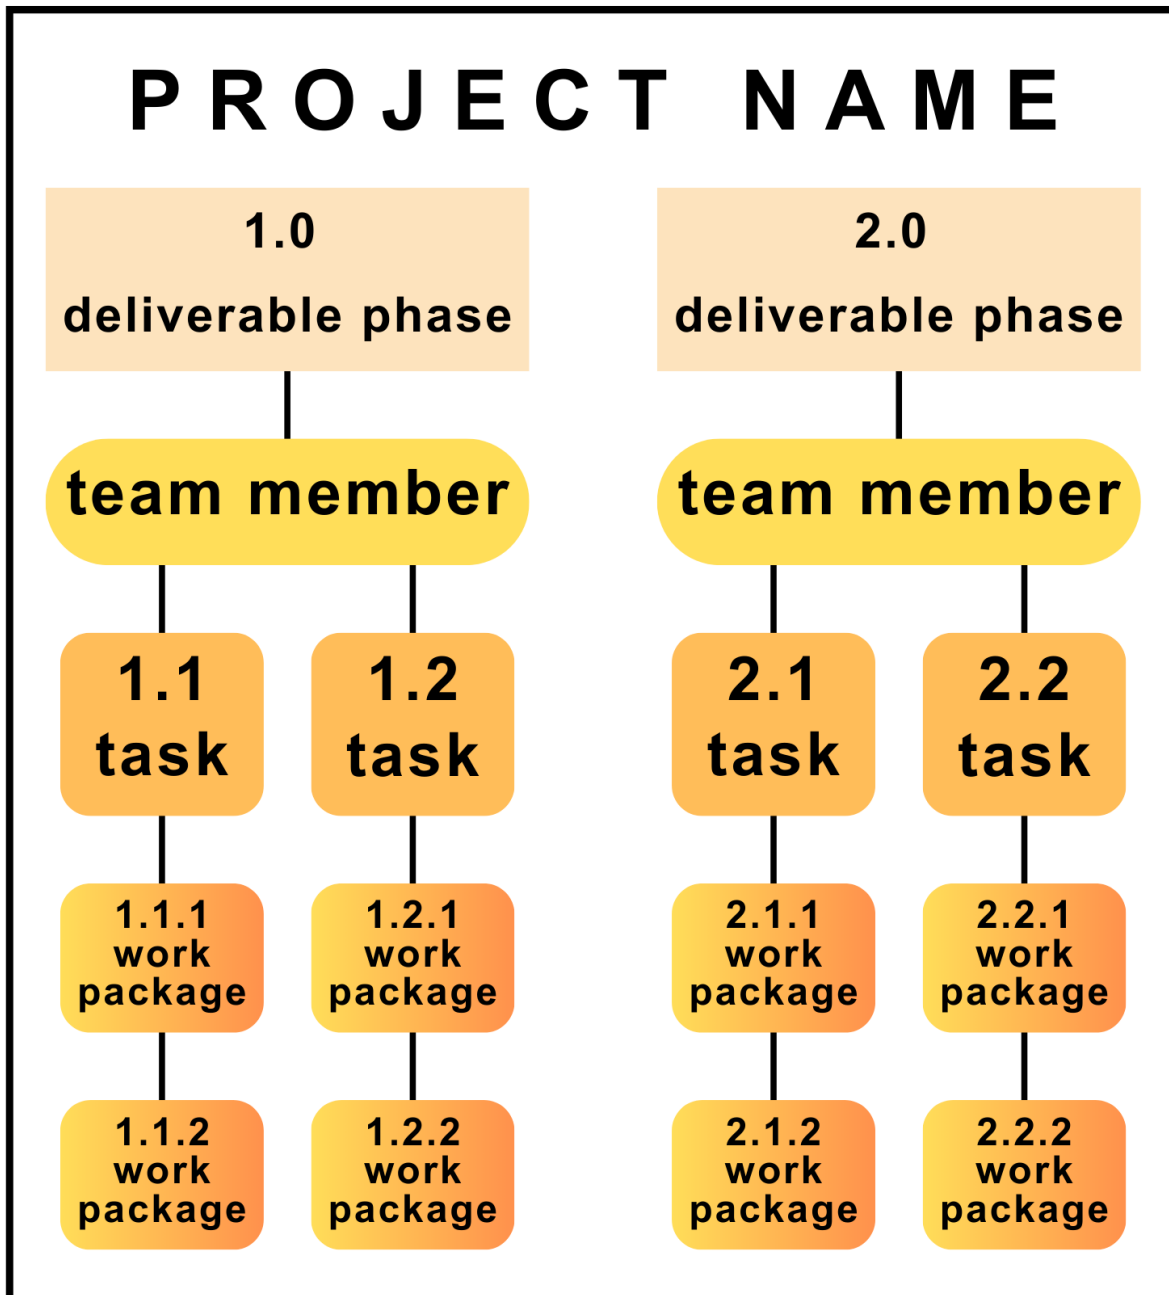 PROJECT NAME
1.0
deliverable phase
2.0
deliverable phase
team member
team member
1.1
task
1.2
task
2.1
task
2.2
task
1.1.1
work
package
1.2.1
work
package
2.1.1
work
package
2.2.1
work
package
1.1.2
work
package
1.2.2
work
package
2.1.2
work
package
2.2.2
work
package